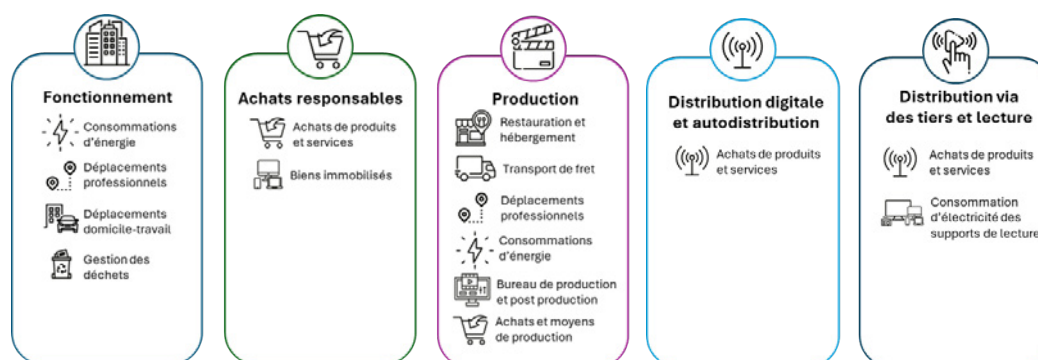 Fonctionnement
Consommations
d'énergie
Déplacements
professionnels
Déplacements
domicile-travail
Gestion des
déchets
Achats responsables
Achats de produits
et services
Biens immobilisés
Production
Restauration et
hébergement
Transport de fret
Déplacements
professionnels
Consommations
d'énergie
Bureau de production
et post production
Achats et moyens
de production
Distribution digitale
et autodistribution
Achats de produits
et services
Distribution via
des tiers et lecture
Achats de produits
et services
Consommation
d'électricité des
supports de lecture